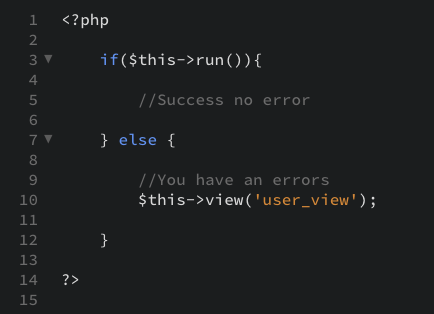 1 <?php
2
3 if($this->run()){
4
5 //Success no error
6
7 } else {
8
9 //You have an errors
10 $this->view('user_view');
11
12 }
13
14 ?>
15